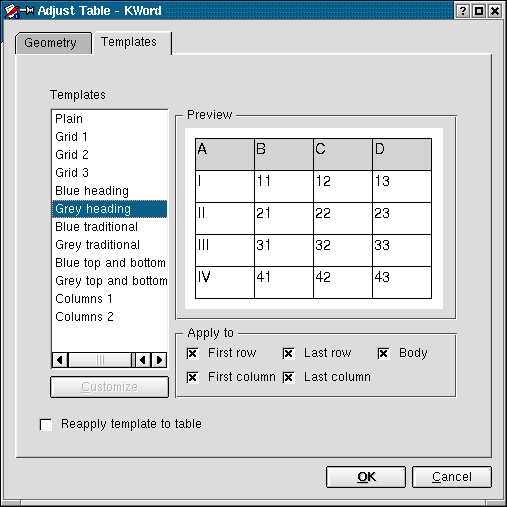 Adjust Table - KWord
Geometry
Templates
Templates
Plain
Grid 1
Grid 2
Grid 3
Blue heading
Grey heading
Blue traditional
Grey traditional
Blue top and bottom
Grey top and bottom
Columns 1
Columns 2
Customize
Preview
A B C D
I 11 12 13
II 21 22 23
III 31 32 33
IV 41 42 43
Apply to
First row Last row Body
First column Last column
Reapply template to table
OK Cancel